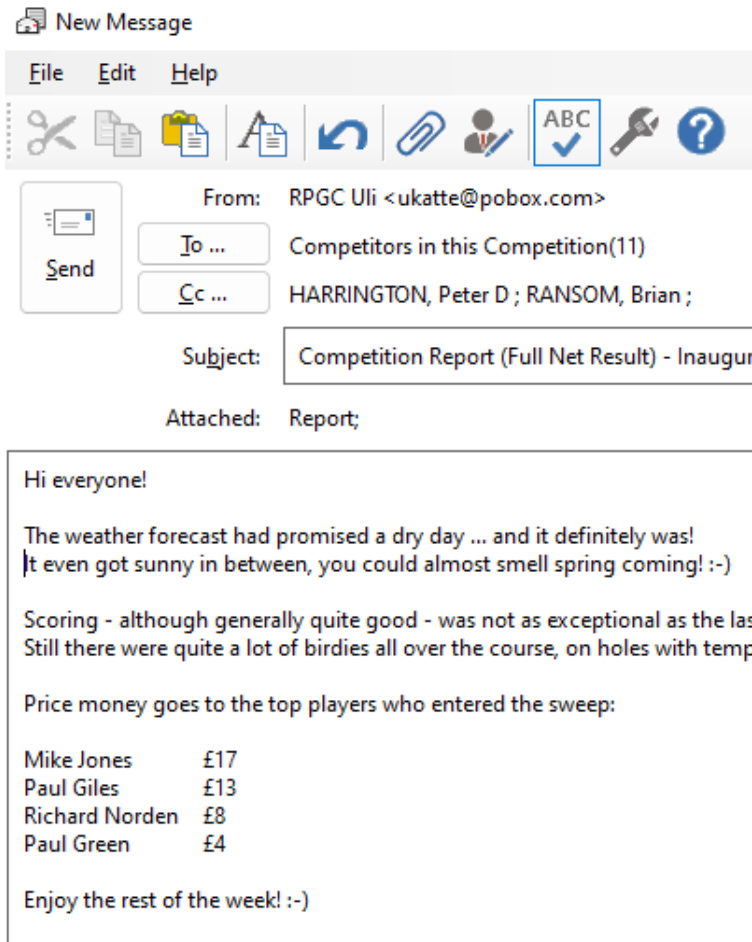 New Message
File Edit Help
ABC
Send
From: RPGC Uli <ukatte@pobox.com>
To ... Competitors in this Competition(11)
Cc ... HARRINGTON, Peter D ; RANSOM, Brian ;
Subject: Competition Report (Full Net Result) - Inaugur
Attached: Report;
Hi everyone!
The weather forecast had promised a dry day ... and it definitely was!
It even got sunny in between, you could almost smell spring coming! :-)
Scoring - although generally quite good - was not as exceptional as the las
Still there were quite a lot of birdies all over the course, on holes with temp
Price money goes to the top players who entered the sweep:
Mike Jones £17
Paul Giles £13
Richard Norden £8
Paul Green £4
Enjoy the rest of the week! :-)